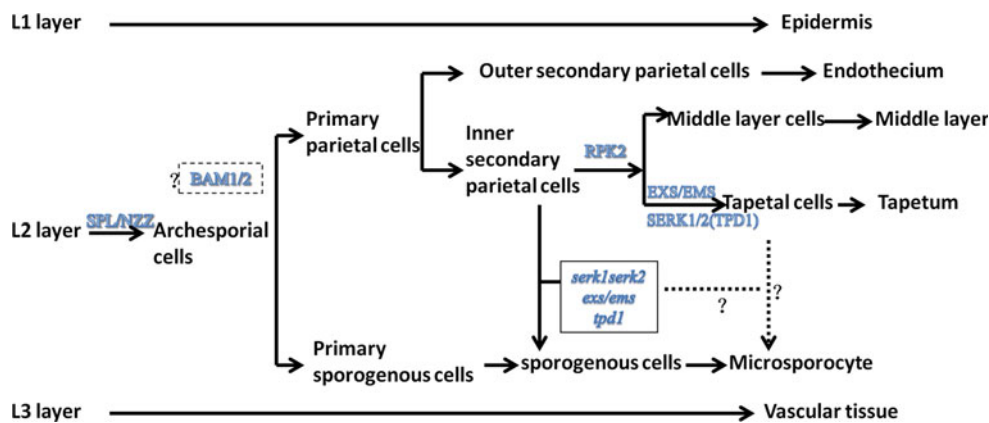 L1 layer
Epidermis
Outer secondary parietal cells
Endothecium
Primary
parietal cells
Middle layer cells
Middle layer
Inner
secondary
parietal cells
RPK2
? BAM1/2
EXS/EMS
SERK1/2(TPD1)
Tapetal cells
Tapetum
L2 layer
SPL/NZZ
Archesporial
cells
serk1serk2
exs/ems
tpd1
?
?
Primary
sporogenous cells
sporogenous cells
Microsporocyte
L3 layer
Vascular tissue